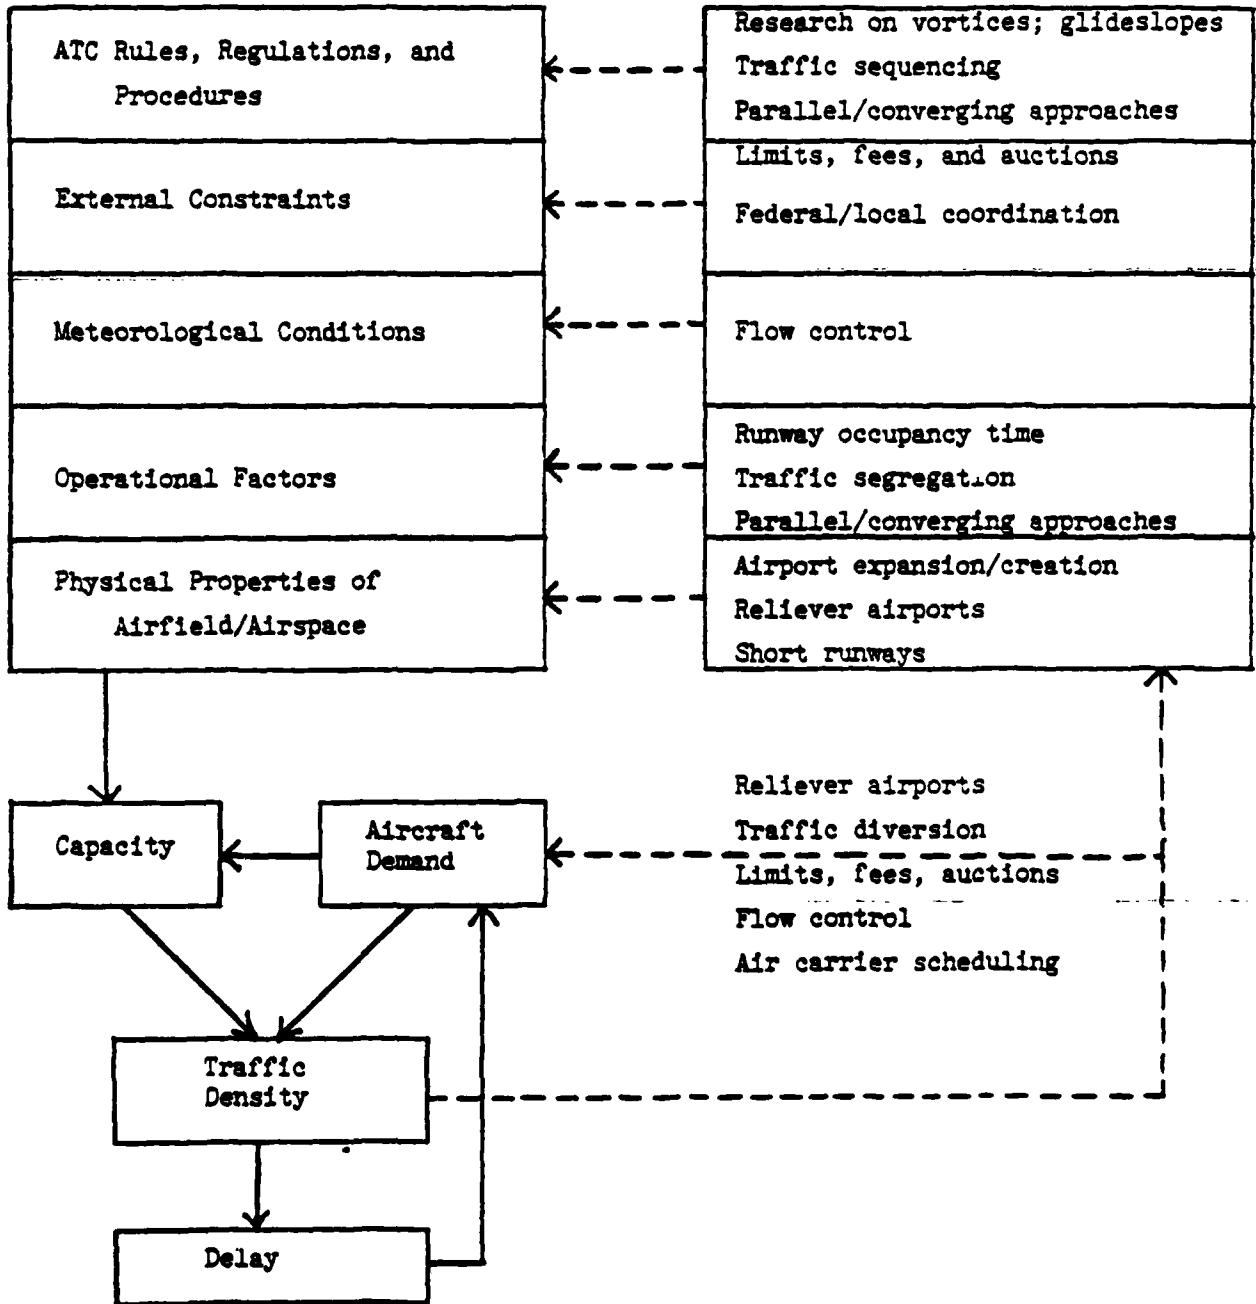 ATC Rules, Regulations, and
Procedures
External Constraints
Meteorological Conditions
Operational Factors
Physical Properties of
Airfield/Airspace
Research on vortices; glideslopes
Traffic sequencing
Parallel/converging approaches
Limits, fees, and auctions
Federal/local coordination
Flow control
Runway occupancy time
Traffic segregation
Parallel/converging approaches
Airport expansion/creation
Reliever airports
Short runways
Capacity
Aircraft
Demand
Reliever airports
Traffic diversion
Limits, fees, auctions
Flow control
Air carrier scheduling
Traffic
Density
Delay